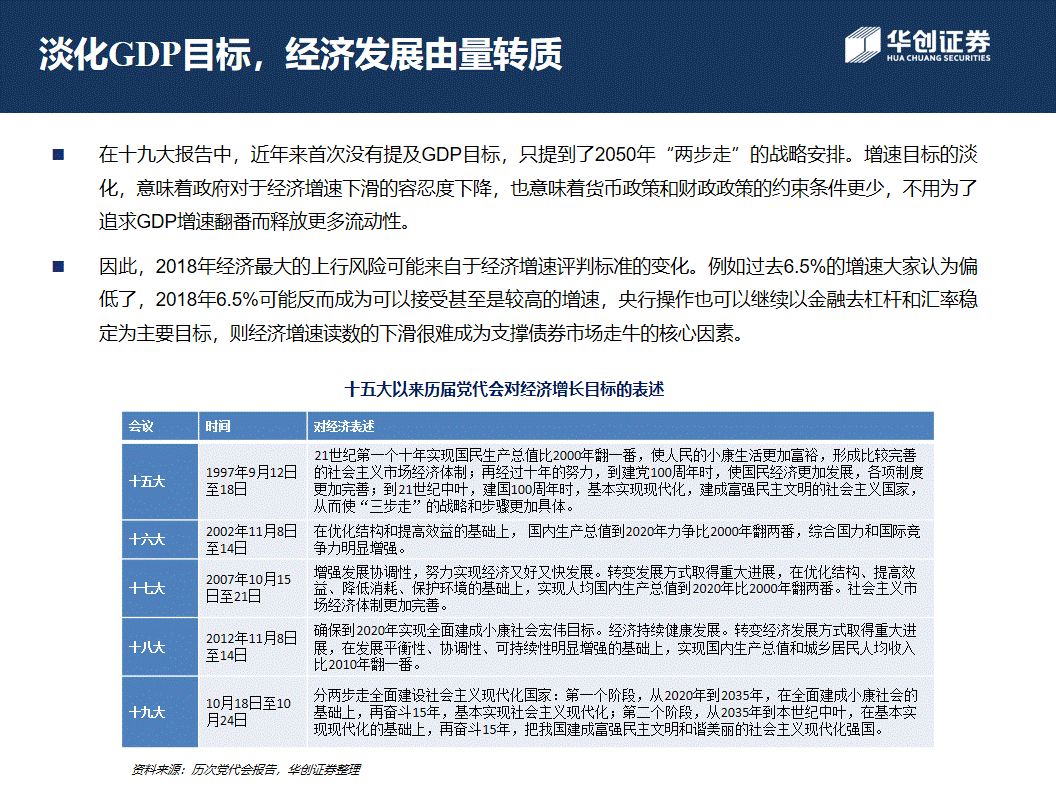 淡化GDP目标，经济发展由量转质
华创证券
HUA CHUANG SECURITIES
■ 在十九大报告中，近年来首次没有提及GDP目标，只提到了2050年“两步走”的战略安排。增速目标的淡
化，意味着政府对于经济增速下滑的容忍度下降，也意味着货币政策和财政政策的约束条件更少，不用为了
追求GDP增速翻番而释放更多流动性。
■ 因此，2018年经济最大的上行风险可能来自于经济增速评判标准的变化。例如过去6.5%的增速大家认为偏
低了，2018年6.5%可能反而成为可以接受甚至是较高的增速，央行操作也可以继续以金融去杠杆和汇率稳
定为主要目标，则经济增速读数的下滑很难成为支撑债券市场走牛的核心因素。
十五大以来历届党代会对经济增长目标的表述
会议 时间 对经济表述
十五大
1997年9月12日
至18日
21世纪第一个十年实现国民生产总值比2000年翻一番，使人民的小康生活更加富裕，形成比较完善
的社会主义市场经济体制；再经过十年的努力，到建党100周年时，使国民经济更加发展，各项制度
更加完善；到21世纪中叶，建国100周年时，基本实现现代化，建成富强民主文明的社会主义国家，
从而使“三步走”的战略和步骤更加具体。
十六大
2002年11月8日
至14日
在优化结构和提高效益的基础上， 国内生产总值到2020年力争比2000年翻两番，综合国力和国际竞
争力明显增强。
十七大
2007年10月15
日至21日
增强发展协调性，努力实现经济又好又快发展。转变发展方式取得重大进展，在优化结构、提高效
益、降低消耗、保护环境的基础上，实现人均国内生产总值到2020年比2000年翻两番。社会主义市
场经济体制更加完善。
十八大
2012年11月8日
至14日
确保到2020年实现全面建成小康社会宏伟目标。经济持续健康发展。转变经济发展方式取得重大进
展，在发展平衡性、协调性、可持续性明显增强的基础上，实现国内生产总值和城乡居民人均收入
比2010年翻一番。
十九大
10月18日至10
月24日
分两步走全面建设社会主义现代化国家：第一个阶段，从2020年到2035年，在全面建成小康社会的
基础上，再奋斗15年，基本实现社会主义现代化；第二个阶段，从2035年到本世纪中叶，在基本实
现现代化的基础上，再奋斗15年，把我国建成富强民主文明和谐美丽的社会主义现代化强国。
资料来源：历次党代会报告，华创证券整理